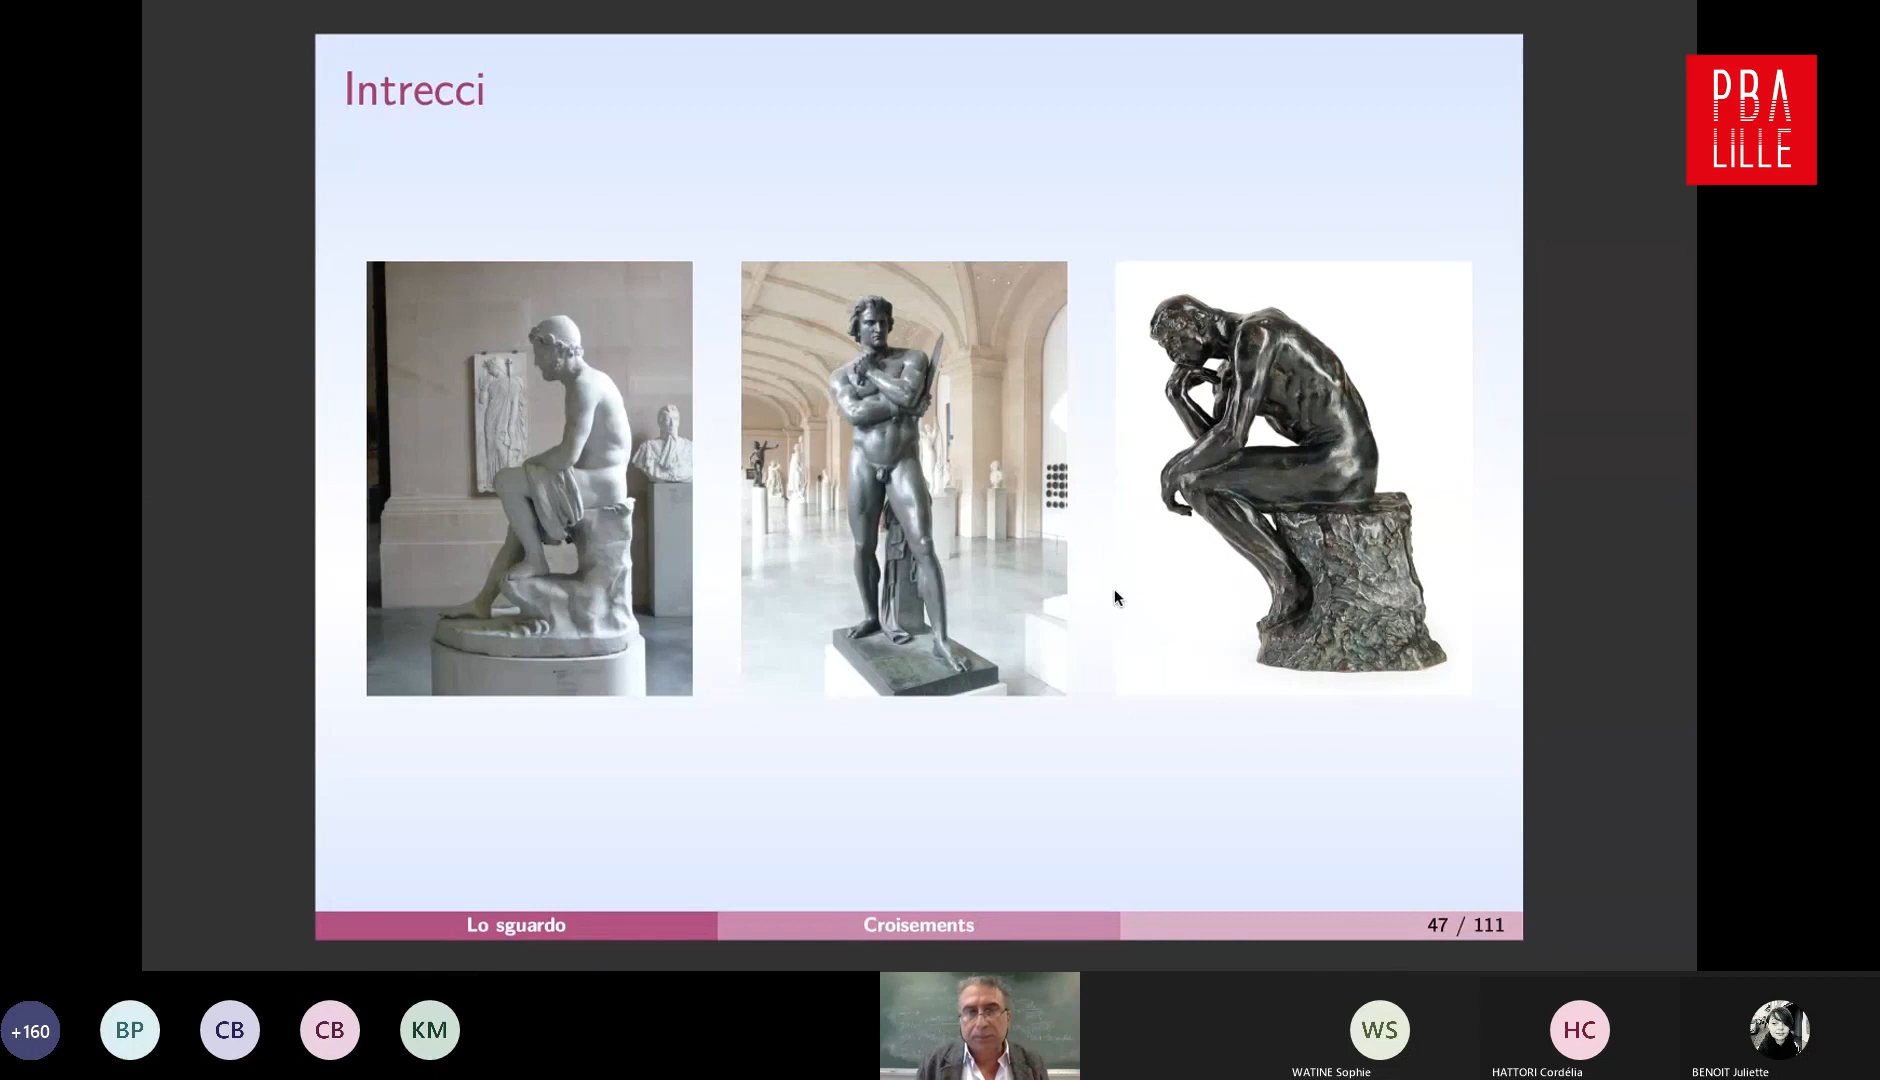 Intrecci
PBA
LILLE
Lo sguardo
Croisements
47 / 111
+160
BP
CB
CB
KM
WS
WATINE Sophie
HC
HATTORI Cordélia
BENOIT Juliette